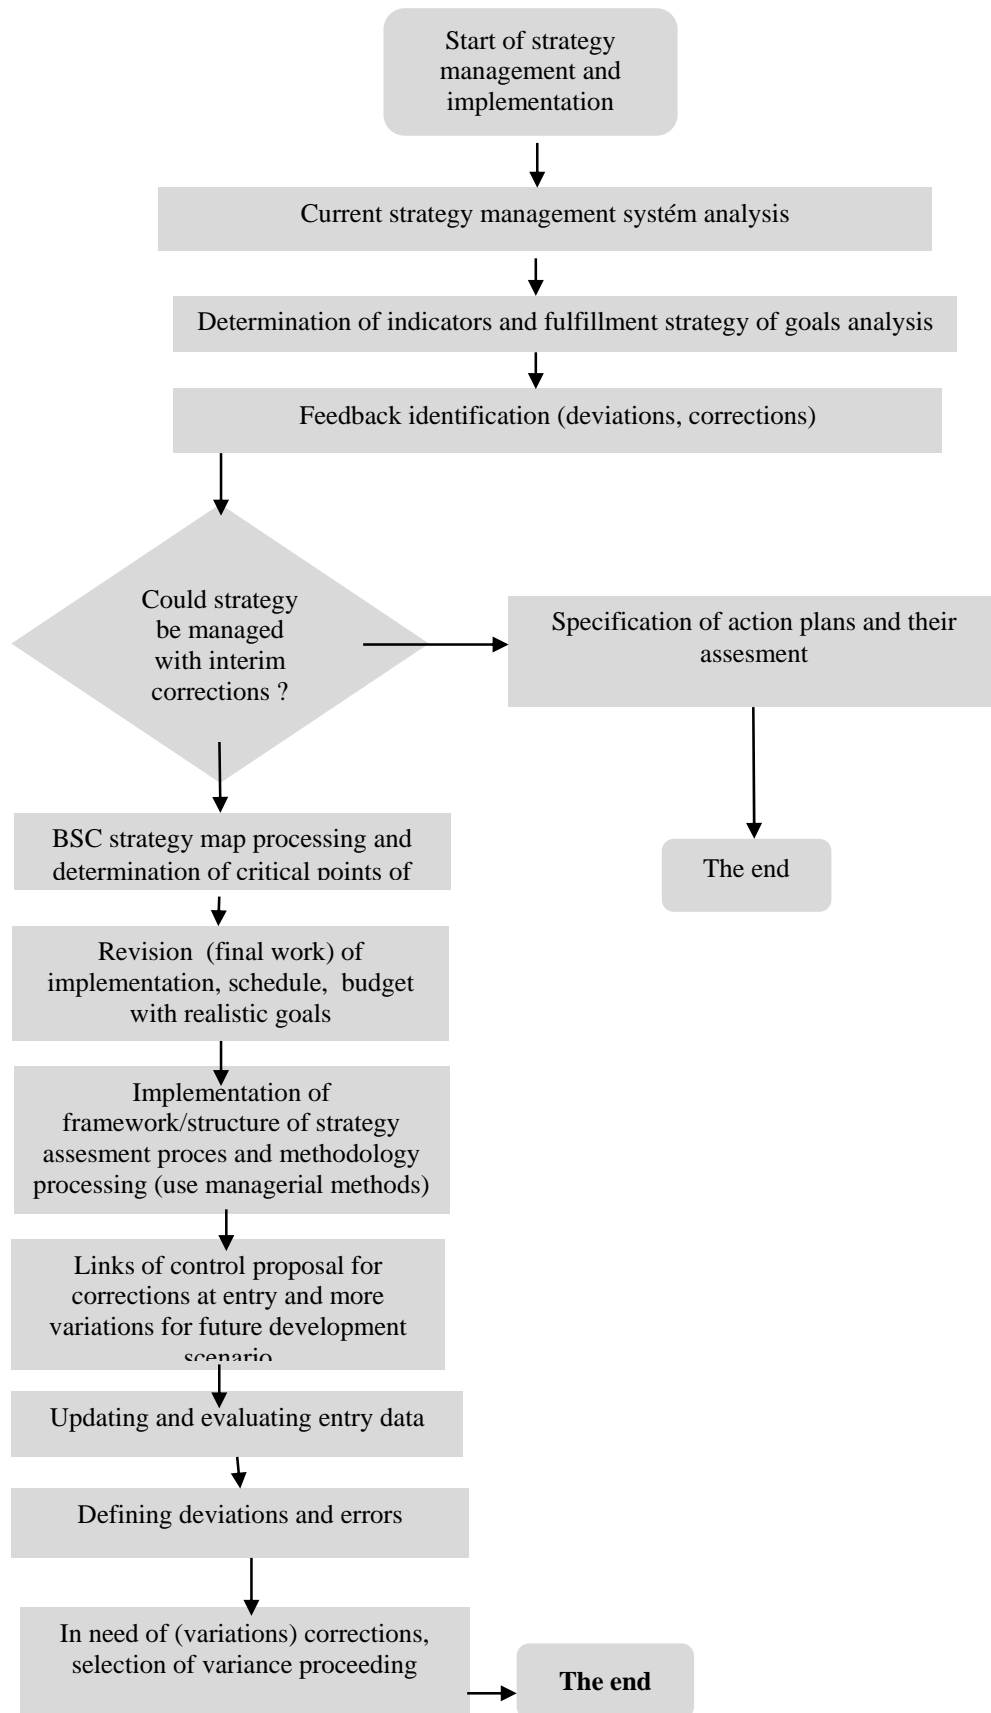 Start of strategy
management and
implementation
Current strategy management systém analysis
Determination of indicators and fulfillment strategy of goals analysis
Feedback identification (deviations, corrections)
Could strategy
be managed
with interim
corrections ?
Specification of action plans and their
assesment
BSC strategy map processing and
determination of critical points of
The end
Revision (final work) of
implementation, schedule, budget
with realistic goals
Implementation of
framework/structure of strategy
assesment proces and methodology
processing (use managerial methods)
Links of control proposal for
corrections at entry and more
variations for future development
scenario
Updating and evaluating entry data
Defining deviations and errors
In need of (variations) corrections,
selection of variance proceeding
The end